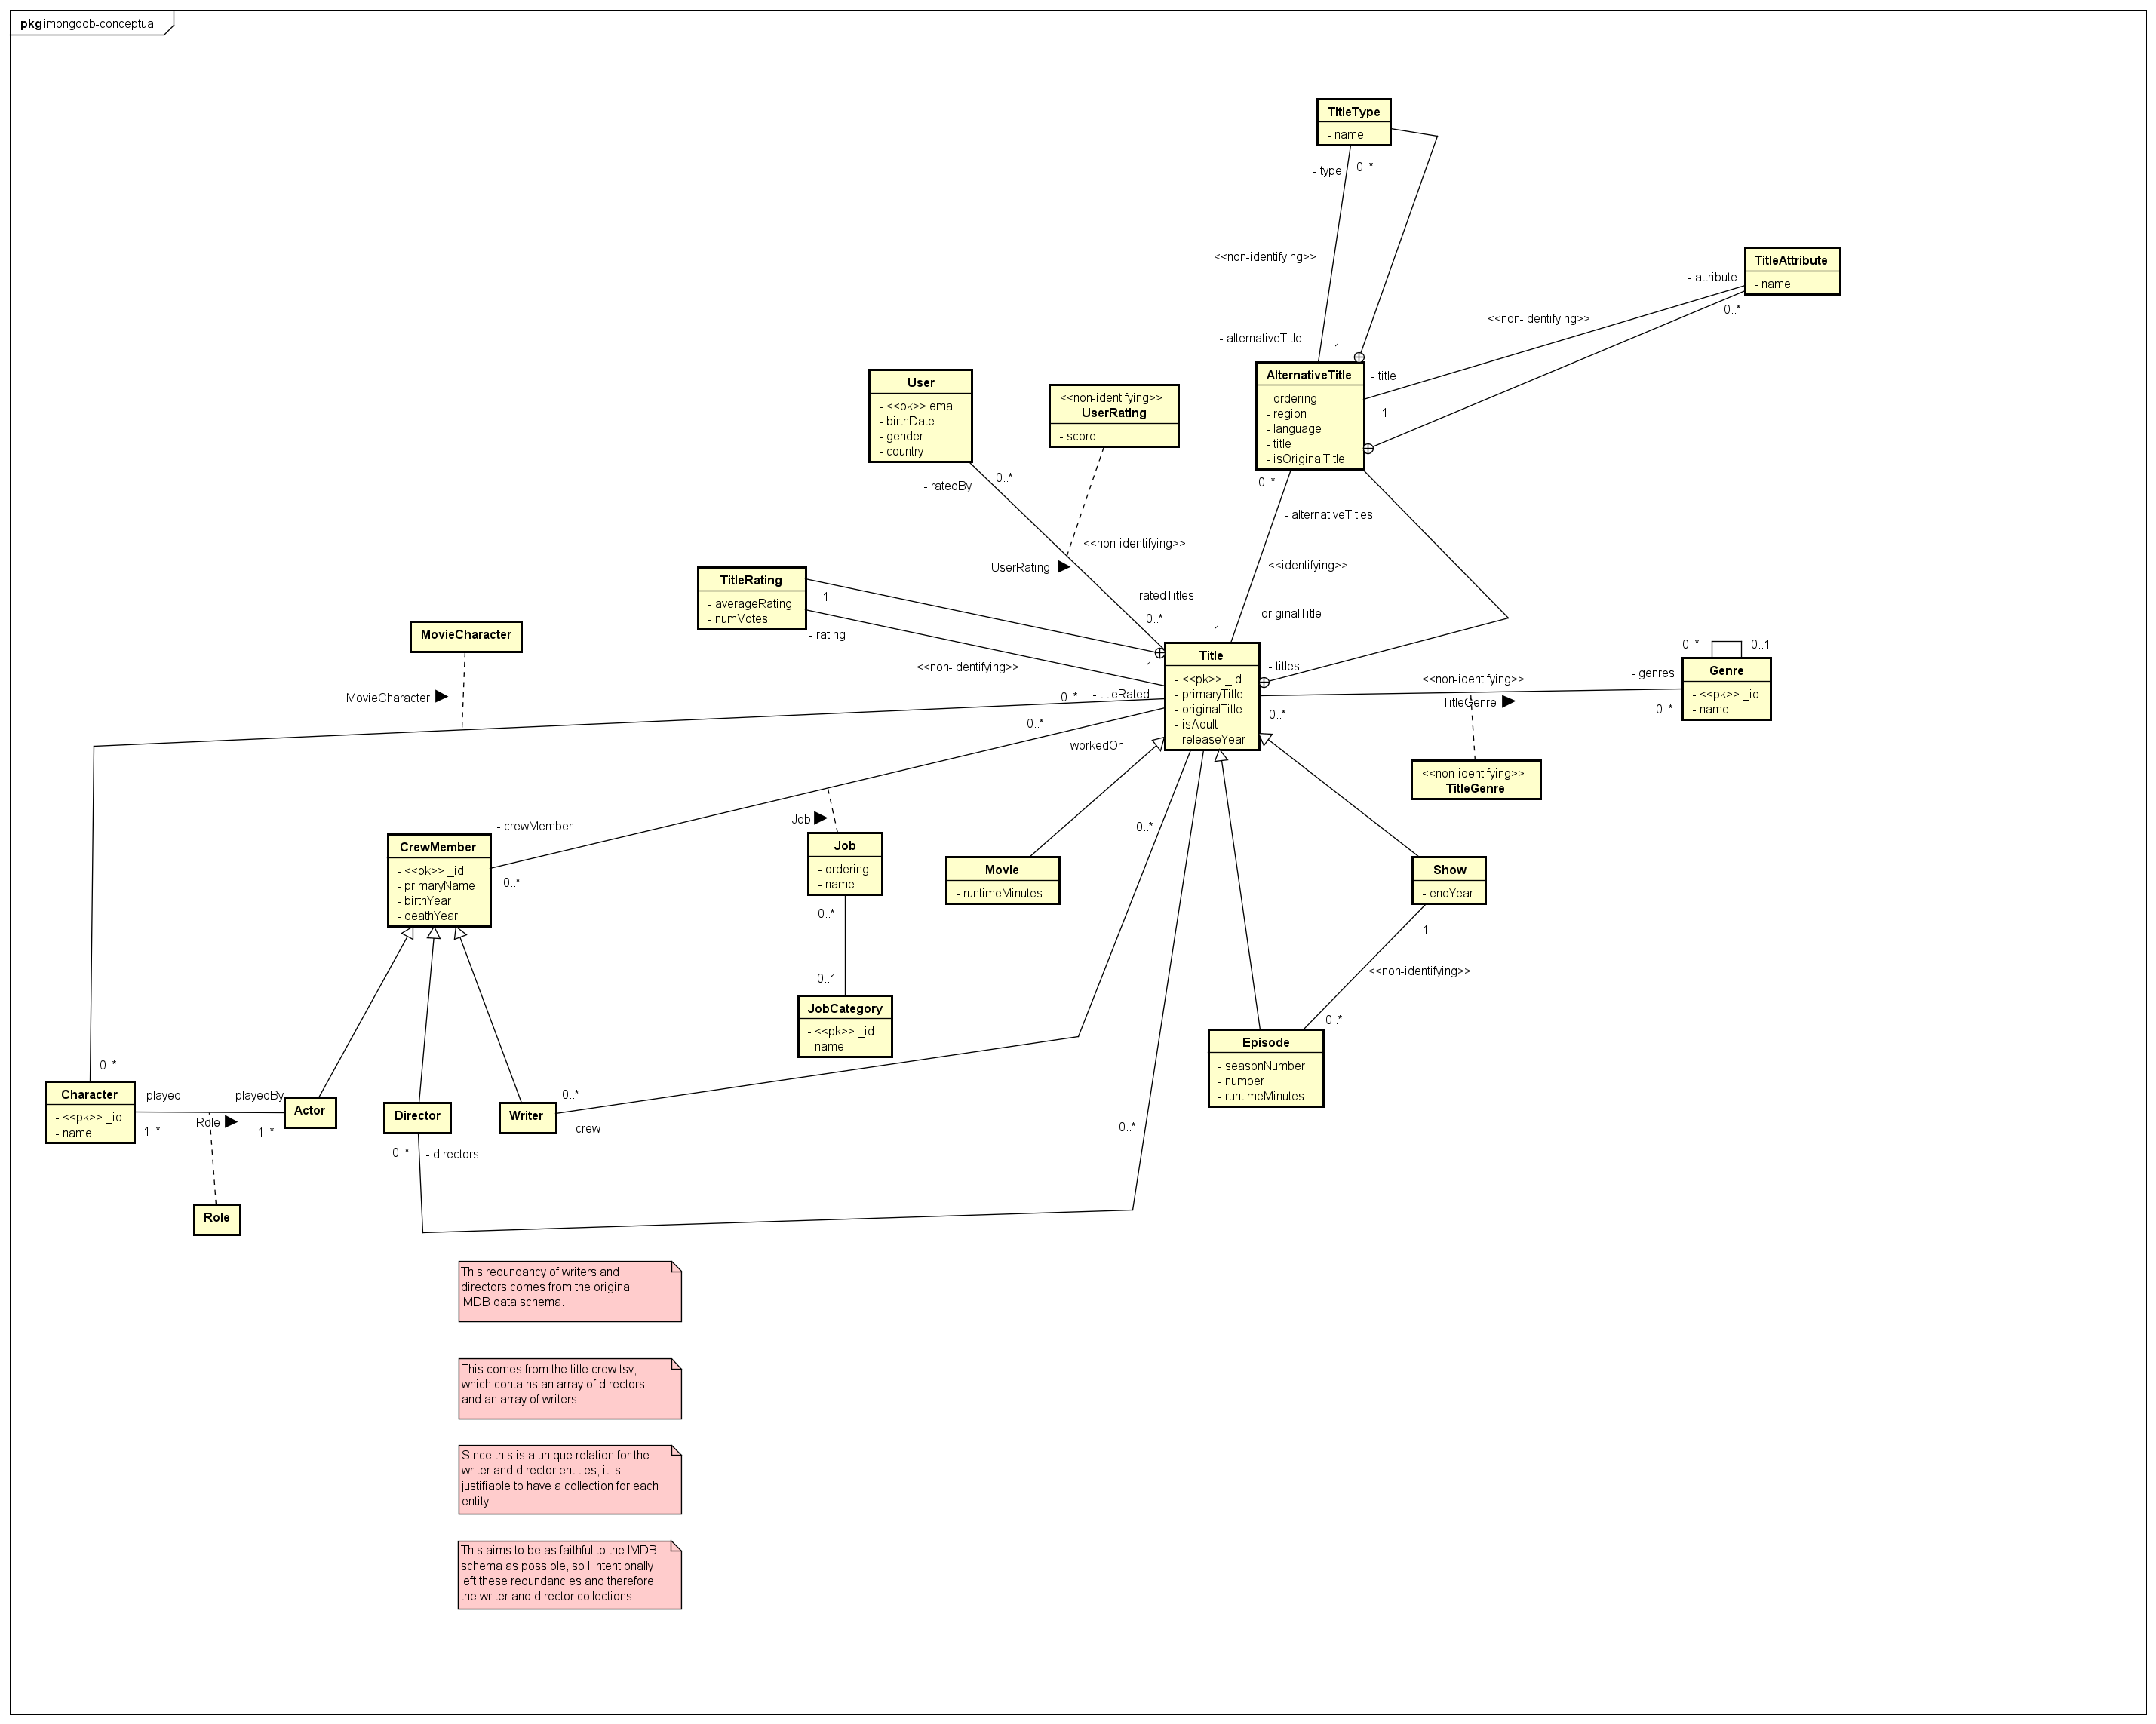 pkg imongodb-conceptual
TitleType
- name
- type
0..*
<<non-identifying>>
- alternativeTitle
1
TitleAttribute
- name
- attribute
0..*
<<non-identifying>>
- title
1
AlternativeTitle
- ordering
- region
- language
- title
- isOriginalTitle
0..*
- alternativeTitles
<<identifying>>
- originalTitle
1
User
- <<pk>> email
- birthDate
- gender
- country
0..*
- ratedBy
<<non-identifying>>
UserRating
- score
<<non-identifying>>
UserRating
- ratedTitles
0..*
TitleRating
- averageRating
- numVotes
1
- rating
<<non-identifying>>
1
- titleRated
MovieCharacter
MovieCharacter
0..*
0..*
- workedOn
Title
- <<pk>> _id
- primaryTitle
- originalTitle
- isAdult
- releaseYear
- titles
0..*
<<non-identifying>>
TitleGenre
- genres
0..*
0..*
0..1
Genre
- <<pk>> _id
- name
<<non-identifying>>
TitleGenre
- crewMember
0..*
CrewMember
- <<pk>> _id
- primaryName
- birthYear
- deathYear
Job
Job
- ordering
- name
0..*
0..1
JobCategory
- <<pk>> _id
- name
0..*
Movie
- runtimeMinutes
Show
- endYear
1
<<non-identifying>>
0..*
Episode
- seasonNumber
- number
- runtimeMinutes
0..*
Character
- <<pk>> _id
- name
- played
1..*
Role
- playedBy
1..*
Actor
Director
0..*
- directors
Writer
0..*
- crew
0..*
Role
This redundancy of writers and
directors comes from the original
IMDB data schema.
This comes from the title crew tsv,
which contains an array of directors
and an array of writers.
Since this is a unique relation for the
writer and director entities, it is
justifiable to have a collection for each
entity.
This aims to be as faithful to the IMDB
schema as possible, so I intentionally
left these redundancies and therefore
the writer and director collections.